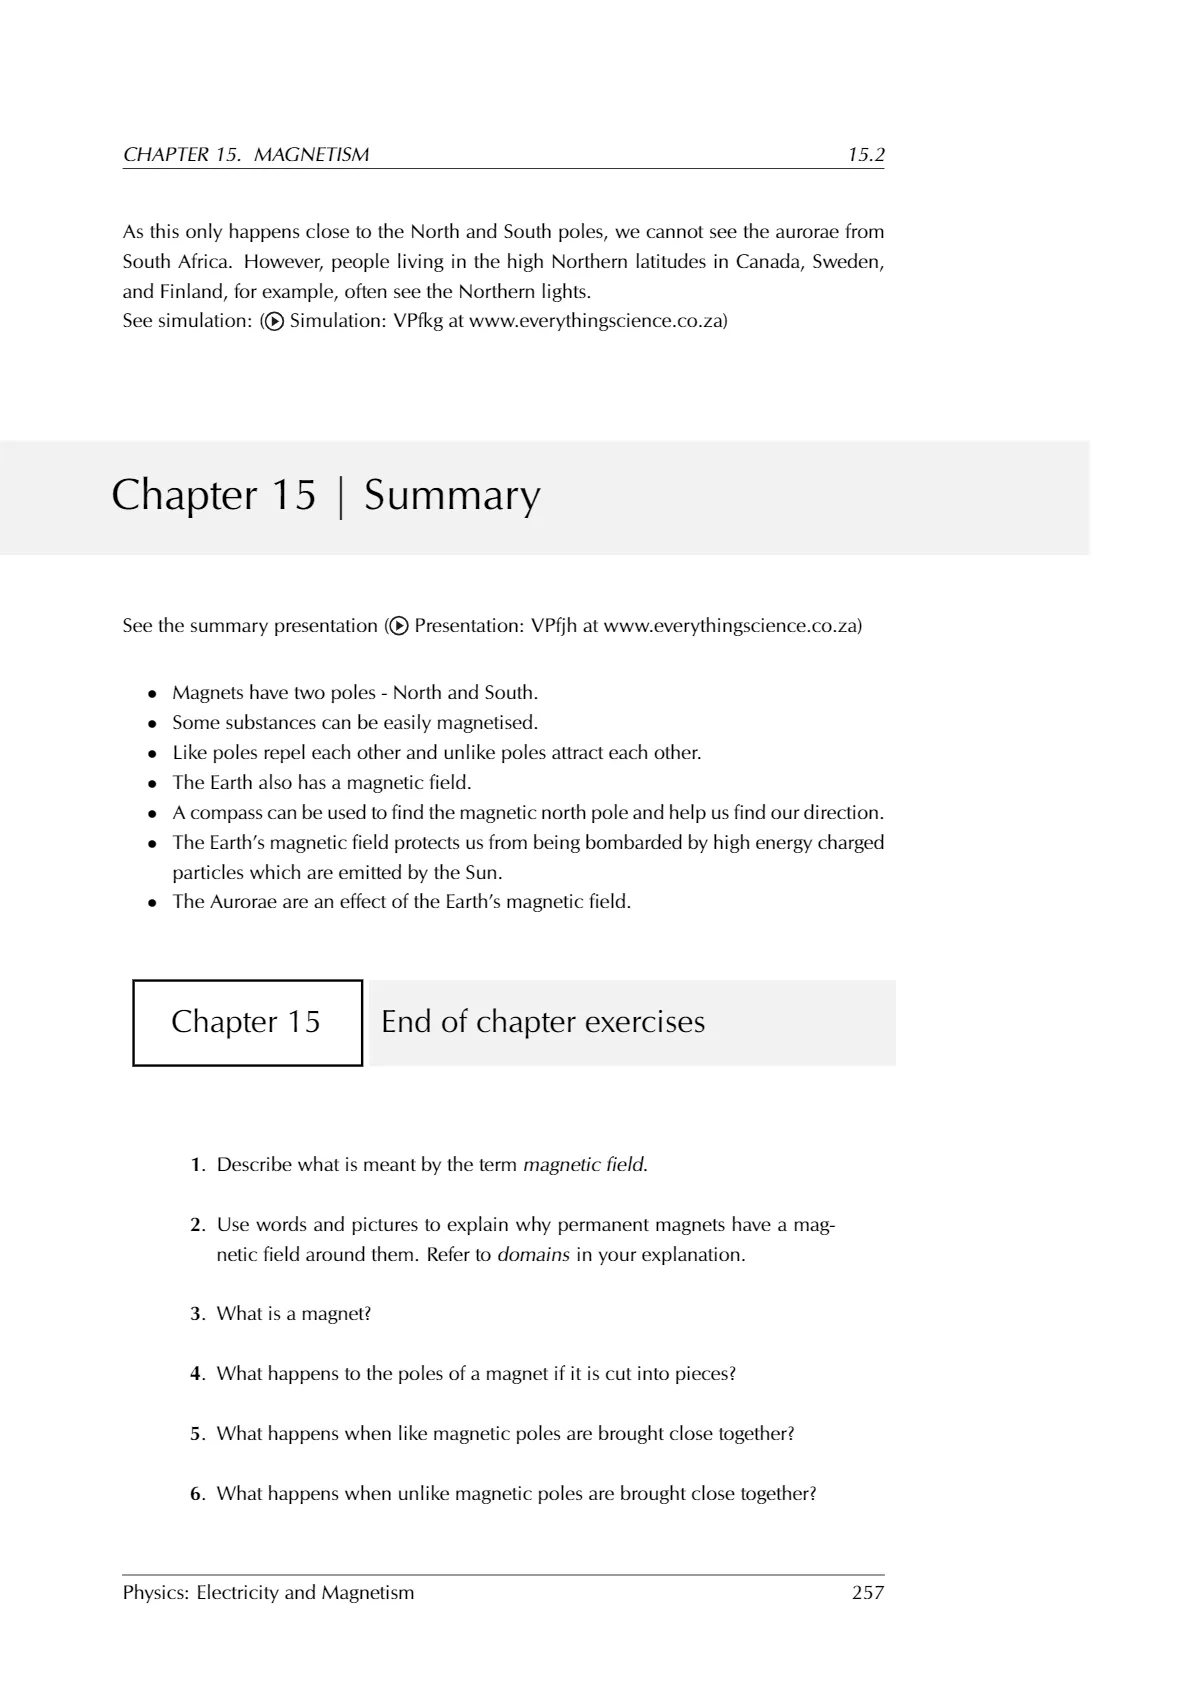 CHAPTER 15. MAGNETISM 15.2
As this only happens close to the North and South poles, we cannot see the aurorae from
South Africa. However, people living in the high Northern latitudes in Canada, Sweden,
and Finland, for example, often see the Northern lights.
See simulation: ( Simulation: VPfkg at www.everythingscience.co.za)
Chapter 15 | Summary
See the summary presentation ( Presentation: VPfjh at www.everythingscience.co.za)
• Magnets have two poles - North and South.
• Some substances can be easily magnetised.
• Like poles repel each other and unlike poles attract each other.
• The Earth also has a magnetic field.
• A compass can be used to find the magnetic north pole and help us find our direction.
• The Earth's magnetic field protects us from being bombarded by high energy charged
particles which are emitted by the Sun.
• The Aurorae are an effect of the Earth's magnetic field.
Chapter 15 End of chapter exercises
1. Describe what is meant by the term magnetic field.
2. Use words and pictures to explain why permanent magnets have a mag-
netic field around them. Refer to domains in your explanation.
3. What is a magnet?
4. What happens to the poles of a magnet if it is cut into pieces?
5. What happens when like magnetic poles are brought close together?
6. What happens when unlike magnetic poles are brought close together?
Physics: Electricity and Magnetism 257